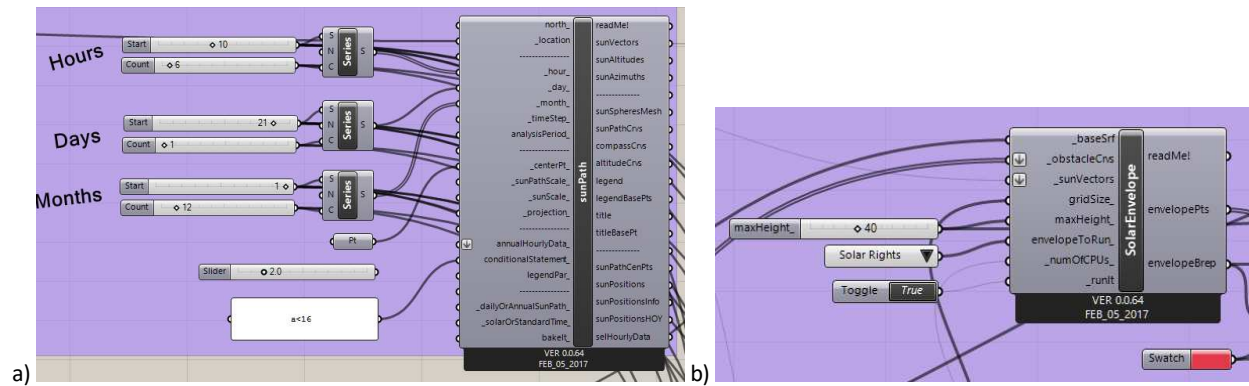 Hours
Start 10
Count 6
S
N
C
Series
S
Days
Start 21
Count 1
S
N
C
Series
S
Months
Start 1
Count 12
S
N
C
Series
S
Pt
Slider 2.0
a<16
north_
_location
---------------
_hour_
_day_
_month_
_timeStep_
analysisPeriod_
---------------
_centerPt_
_sunPathScale_
_sunScale_
_projection_
---------------
annualHourlyData_
conditionalStatement_
legendPar_
---------------
_dailyOrAnnualSunPath_
_solarOrStandardTime_
bakeIt_
sunPath
readMe!
sunVectors
sunAltitudes
sunAzimuths
---------------
sunSpheresMesh
sunPathCrvs
compassCrvs
altitudeCrvs
legend
legendBasePts
title
titleBasePt
---------------
sunPathCenPts
sunPositions
sunPositionsInfo
sunPositionsHOY
selHourlyData
VER 0.0.64
FEB_05_2017
a)
maxHeight_ 40
Solar Rights
Toggle True
_baseSrf
_obstacleCrvs
_sunVectors
gridSize_
maxHeight_
envelopeToRun_
_numOfCPUs_
_runIt
SolarEnvelope
readMe!
envelopePts
envelopeBrep
VER 0.0.64
FEB_05_2017
Swatch
b)